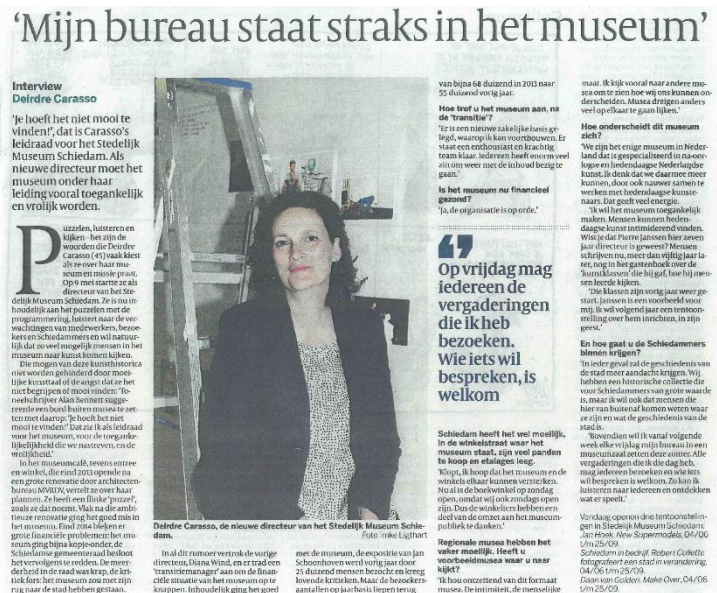 'Mijn bureau staat straks in het museum'
Interview
Deirdre Carasso
'Je hoeft het niet mooi te
vinden!', dat is Carasso's
leidraad voor het Stedelijk
Museum Schiedam. Als
nieuwe directeur moet het
museum onder haar
leiding vooral toegankelijk
en vrolijk worden.
Puzzelen, luisteren en
kijken – het zijn de
woorden die Deirdre
Carasso (45) vaak kiest
als ze over haar mu-
seum en missie praat.
Op 9 mei startte ze als
directeur van het Ste-
delijk Museum Schiedam. Ze is nu in-
houdelijk aan het puzzelen met de
programmering, luistert naar de ver-
wachtingen van medewerkers, bezoe-
kers en Schiedammers en wil natuur-
lijk dat zo veel mogelijk mensen in het
museum naar kunst komen kijken.
Die mogen van deze kunsthistorica
niet worden gehinderd door moei-
lijke kunsttaal of de angst dat ze het
niet begrijpen of mooi vinden: 'To-
neelschrijver Alan Bennett sugge-
reerde een bord buiten musea te zet-
ten met daarop: 'Je hoeft het niet
mooi te vinden!' Dat zie ik als leidraad
voor het museum, voor de toeganke-
lijkelijkheid die we nastreven, en de
vrolijkheid.'
In het museumcafé, tevens entree
en winkel, die eind 2013 opende na
een grote renovatie door architecten-
bureau MVRDV, vertelt ze over haar
plannen. Ze heeft een flinke 'puzzel',
zoals ze dat noemt. Vlak na die ambi-
tieuze renovatie ging het goed mis in
het museum. Eind 2014 bleken er
grote financiële problemen: het mu-
seum ging bijna kopje-onder, de
Schiedamse gemeenteraad besloot
het vervolgens te redden. De meer-
derheid in de raad was krap, de kri-
tiek fors: het museum zou met zijn
rug naar de stad hebben gestaan.
Deirdre Carasso, de nieuwe directeur van het Stedelijk Museum Schie-
dam.
Foto Imke Ligthart
In al dit rumoer vertrok de vorige
directeur, Diana Wind, en er trad een
'transitiemanager' aan om de finan-
ciële situatie van het museum op te
knappen. Inhoudelijk ging het goed
met het museum, de expositie van Jan
Schoonhoven werd vorig jaar door
25 duizend mensen bezocht en kreeg
lovende kritieken. Maar de bezoekers-
aantallen op jaarbasis liepen terug
van bijna 68 duizend in 2013 naar
55 duizend vorig jaar.
Hoe trof u het museum aan, na
de 'transitie'?
'Er is een nieuwe zakelijke basis ge-
legd, waarop ik kan voortbouwen. Er
staat een enthousiast en krachtig
team klaar. Iedereen heeft enorm veel
zin om weer met de inhoud bezig te
gaan.'
Is het museum nu financieel
gezond?
'Ja, de organisatie is op orde.'
"
Op vrijdag mag
iedereen de
vergaderingen
die ik heb
bezoeken.
Wie iets wil
bespreken, is
welkom
Schiedam heeft het wel moeilijk,
in de winkelstraat waar het
museum staat, zijn veel panden
te koop en etalages leeg.
'Klopt, ik hoop dat het museum en de
winkels elkaar kunnen versterken.
Nu al is de boekwinkel op zondag
open, omdat wij ook zondags open
zijn. Dus de winkeliers hebben een
deel van de omzet aan het museum-
publiek te danken.'
Regionale musea hebben het
vaker moeilijk. Heeft u
voorbeeldmusea waar u naar
kijkt?
'Ik hou ontzettend van dit formaat
musea. De intimiteit, de menselijke
maat. Ik kijk vooral naar andere mu-
sea om te zien hoe wij ons kunnen on-
derscheiden. Musea dreigen anders
veel op elkaar te gaan lijken.'
Hoe onderscheidt dit museum
zich?
'We zijn het enige museum in Neder-
land dat is gespecialiseerd in na-oor-
logse en hedendaagse Nederlandse
kunst. Ik denk dat we daarmee meer
kunnen, door ook nauwer samen te
werken met hedendaagse kunste-
naars. Dat geeft veel energie.
'Ik wil het museum toegankelijk
maken. Mensen kunnen heden-
daagse kunst intimiderend vinden.
Wist je dat Pierre Janssen hier zeven
jaar directeur is geweest? Mensen
schrijven nu, meer dan vijftig jaar la-
ter, nog in het gastenboek over de
'kunstklassen' die hij gaf, hoe hij men-
sen leerde kijken.
'Die klassen zijn vorig jaar weer ge-
start. Janssen is een voorbeeld voor
mij. Ik wil volgend jaar een tentoon-
stelling over hem inrichten, in zijn
geest.'
En hoe gaat u de Schiedammers
binnen krijgen?
'In ieder geval zal de geschiedenis van
de stad meer aandacht krijgen. Wij
hebben een historische collectie die
voor Schiedammers van grote waarde
is, maar ik wil ook dat mensen die
hier van buitenaf komen weten waar
ze zijn en wat de geschiedenis van de
stad is.
'Bovendien wil ik vanaf volgende
week elke vrijdag mijn bureau in een
museumzaal zetten deze zomer. Alle
vergaderingen die ik die dag heb,
mag iedereen bezoeken en wie iets
wil bespreken is welkom. Zo kan ik
luisteren naar iedereen en ontdekken
wat er speelt.'
Vandaag openen drie tentoonstellin-
gen in Stedelijk Museum Schiedam:
Jan Hoek. New Supermodels, 04/06
t/m 25/09.
Schiedam in bedrijf. Robert Collette
fotografeert een stad in verandering,
04/06 t/m 25/09.
Daan van Golden. Make Over, 04/06
t/m 25/09.